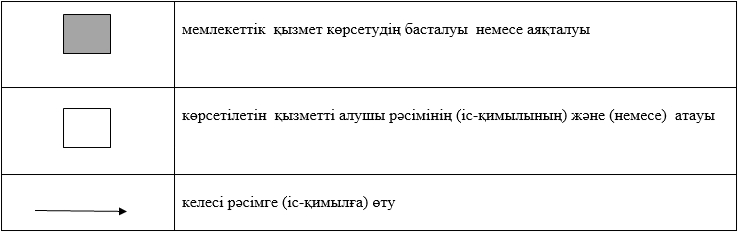 мемлекеттік қызмет көрсетудің басталуы немесе аяқталуы
көрсетілетін қызметті алушы рәсімінің (іс-қимылының) және (немесе) атауы
келесі рәсімге (іс-қимылға) өту